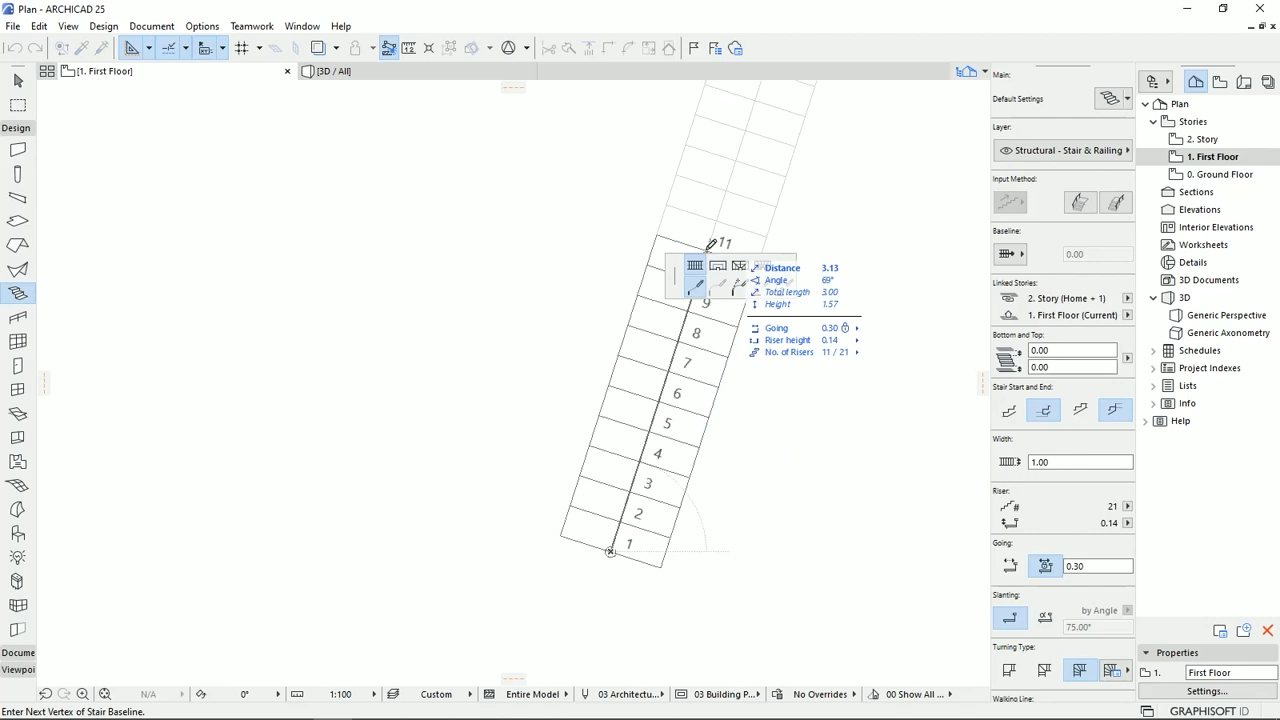 Plan - ARCHICAD 25
File Edit View Design Document Options Teamwork Window Help
[1. First Floor]
[3D / All]
Design
Docume
Viewpoi
11
9
8
7
6
5
4
3
2
1
Distance 3.13
Angle 69°
Total length 3.00
Height 1.57
Going 0.30
Riser height 0.14
No. of Risers 11 / 21
Main:
Default Settings
Layer:
Structural - Stair & Railing
Input Method:
Baseline:
0.00
Linked Stories:
2. Story (Home + 1)
1. First Floor (Current)
Bottom and Top:
0.00
0.00
Stair Start and End:
Width:
1.00
Riser:
21
0.14
Going:
0.30
Slanting:
by Angle
75.00°
Turning Type:
Walking Line:
Plan
Stories
2. Story
1. First Floor
0. Ground Floor
Sections
Elevations
Interior Elevations
Worksheets
Details
3D Documents
3D
Generic Perspective
Generic Axonometry
Schedules
Project Indexes
Lists
Info
Help
Properties
1. First Floor
Settings...
N/A 0° 1:100 Custom Entire Model 03 Architectu... 03 Building P... No Overrides 00 Show All ...
Enter Next Vertex of Stair Baseline.
GRAPHISOFT ID